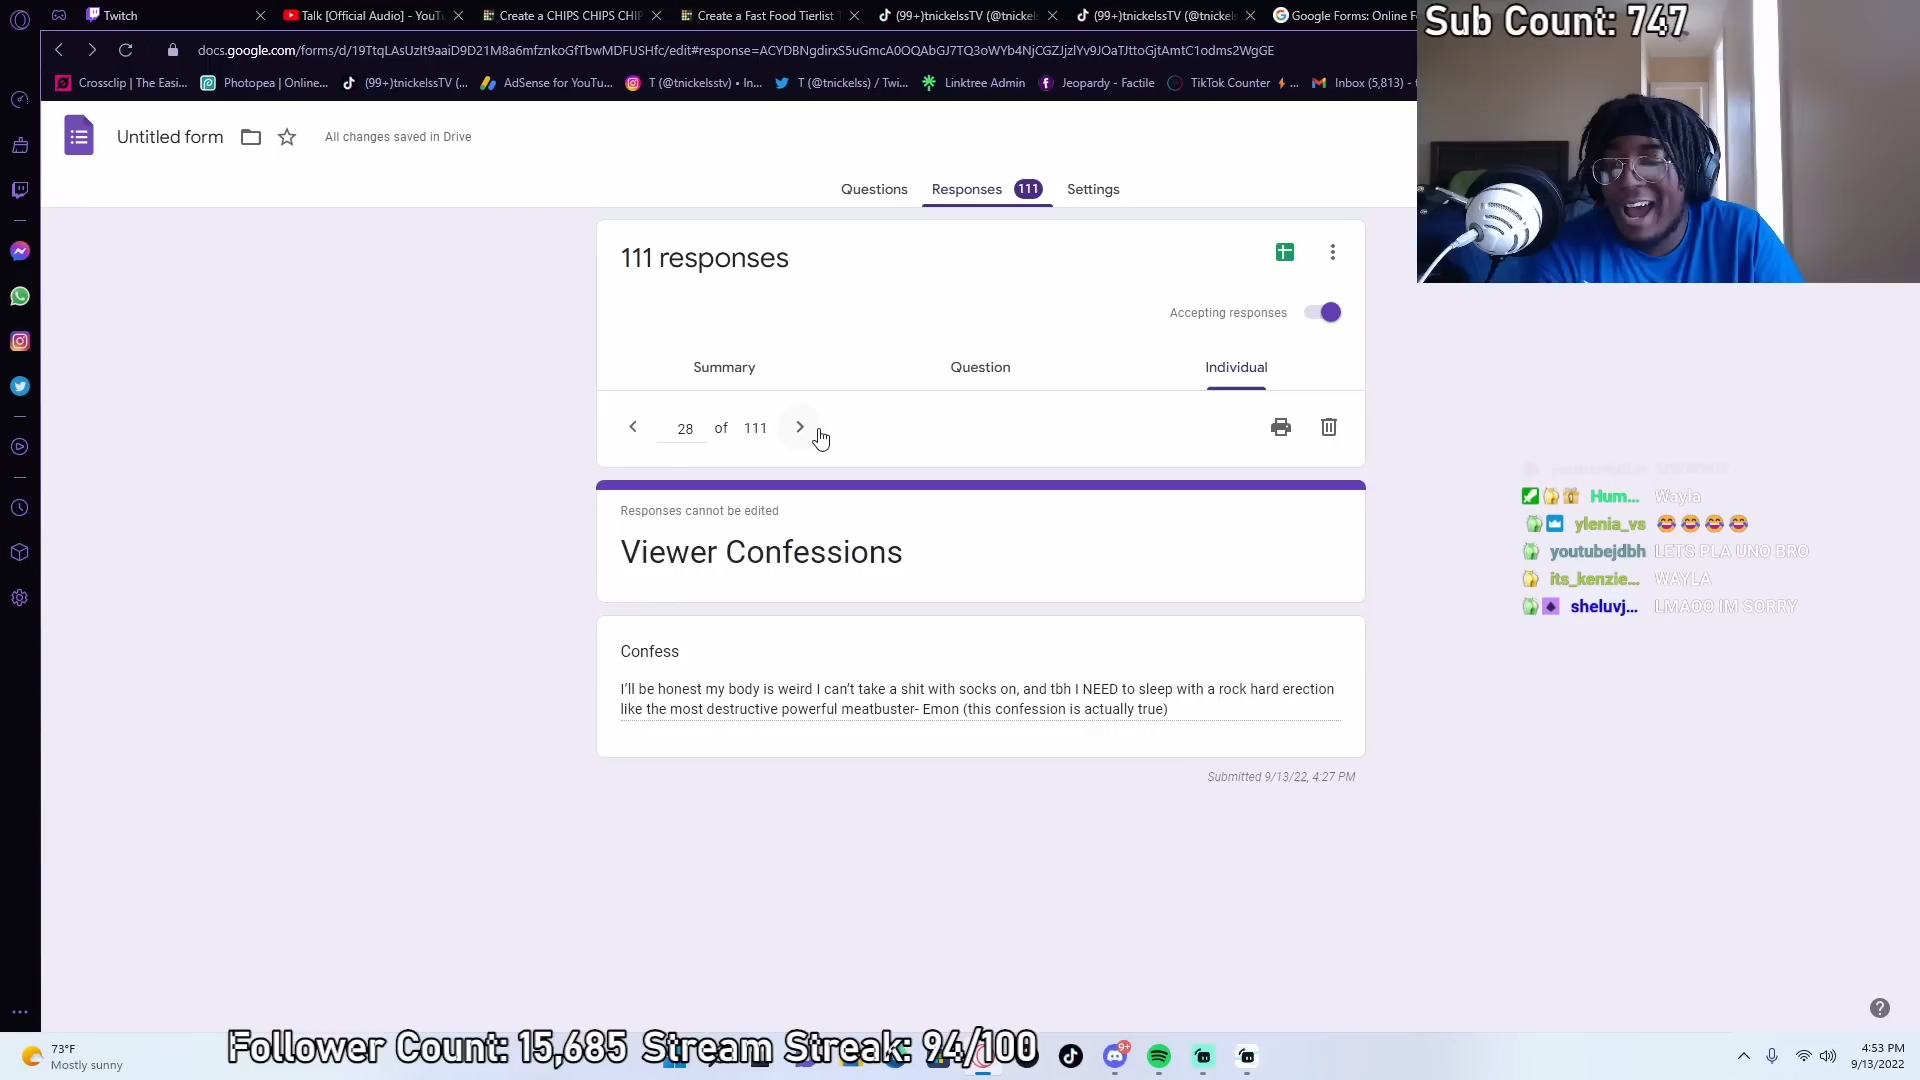 Twitch
Talk [Official Audio] - YouTu
Create a CHIPS CHIPS CHIP
Create a Fast Food Tierlist
(99+)tnickelssTV (@tnickel
(99+)tnickelssTV (@tnickel
Google Forms: Online F
Sub Count: 747
docs.google.com/forms/d/19TtqLAsUzIt9aaiD9D21M8a6mfznkoGfTbwMDFUSHfc/edit#response=ACYDBNgdirxS5uGmcA0OQAbGJ7TQ3oWYb4NjCGZJjzlYv9JOaTJttoGjtAmtC1odms2WgGE
Crossclip | The Easi...
Photopea | Online...
(99+)tnickelssTV (...
AdSense for YouTu...
T (@tnickelsstv) • In...
T (@tnickelss) / Twi...
Linktree Admin
Jeopardy - Factile
TikTok Counter ⚡ ...
Inbox (5,813) - t
Untitled form
All changes saved in Drive
Questions
Responses 111
Settings
111 responses
Accepting responses
Summary
Question
Individual
28 of 111
Responses cannot be edited
Viewer Confessions
Hum... Wayla
ylenia_vs 😂😂😂😂
youtubejdbh LETS PLA UNO BRO
its_kenzie... WAYLA
sheluvj... LMAOO IM SORRY
Confess
I'll be honest my body is weird I can't take a shit with socks on, and tbh I NEED to sleep with a rock hard erection
like the most destructive powerful meatbuster- Emon (this confession is actually true)
Submitted 9/13/22, 4:27 PM
Follower Count: 15,685 Stream Streak: 94/100
73°F
Mostly sunny
9+
4:53 PM
9/13/2022